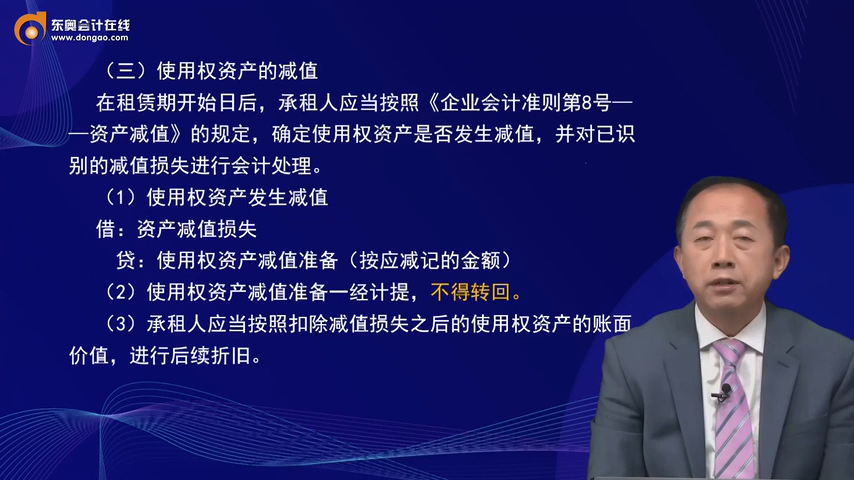 东奥会计在线
www.dongao.com
（三）使用权资产的减值
在租赁期开始日后，承租人应当按照《企业会计准则第8号—
—资产减值》的规定，确定使用权资产是否发生减值，并对已识
别的减值损失进行会计处理。
（1）使用权资产发生减值
借：资产减值损失
贷：使用权资产减值准备（按应减记的金额）
（2）使用权资产减值准备一经计提，不得转回。
（3）承租人应当按照扣除减值损失之后的使用权资产的账面
价值，进行后续折旧。